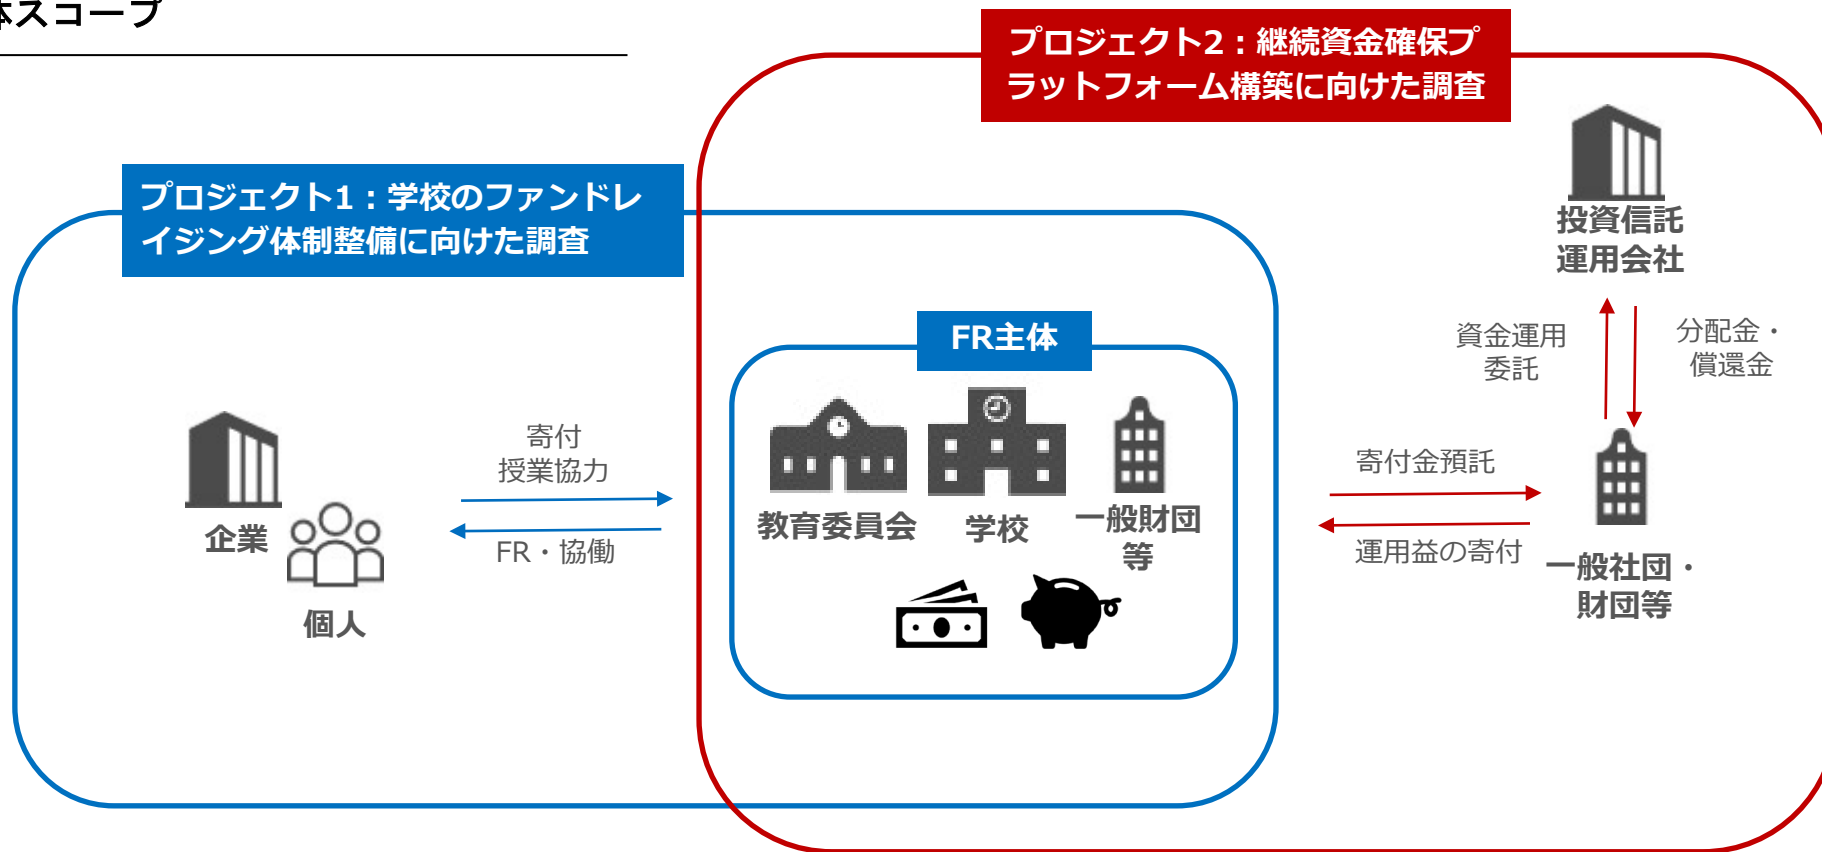 体スコープ
プロジェクト2：継続資金確保プ
ラットフォーム構築に向けた調査
プロジェクト1：学校のファンドレ
イジング体制整備に向けた調査
投資信託
運用会社
資金運用
委託
分配金・
償還金
FR主体
寄付
授業協力
FR・協働
企業
個人
教育委員会
学校
一般財団
等
寄付金預託
運用益の寄付
一般社団・
財団等